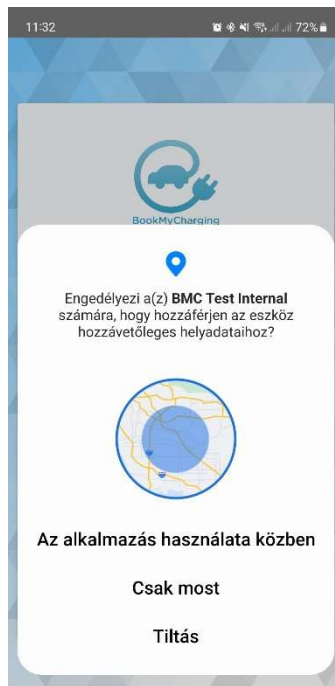 11:32
72%
BookMyCharging
Engedélyezi a(z) BMC Test Internal
számára, hogy hozzáférjen az eszköz
hozzávetőleges helyadataihoz?
Az alkalmazás használata közben
Csak most
Tiltás